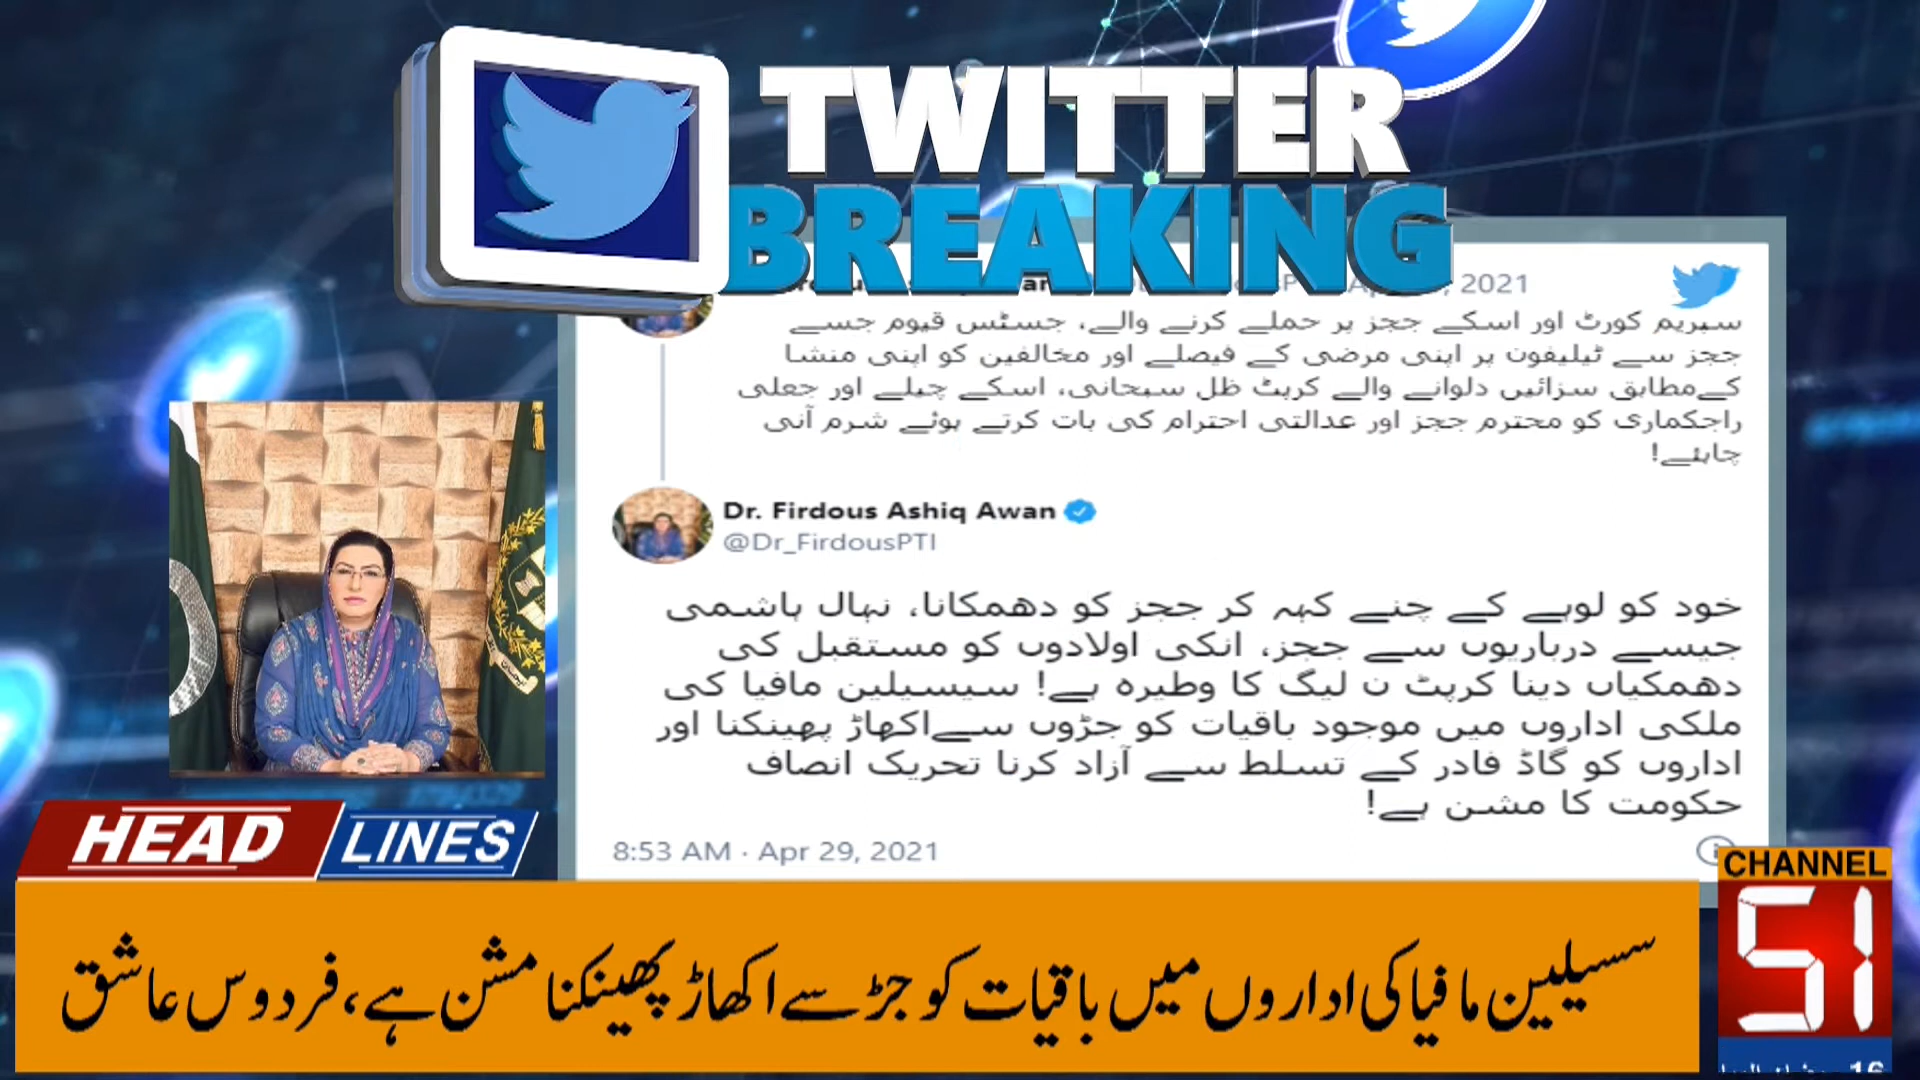 TWITTER
BREAKING
2021
سپریم کورٹ اور اسکے ججز پر حملے کرنے والے، جسٹس قیوم جسے
ججز سے ٹیلیفون پر اپنی مرضی کے فیصلے اور مخالفین کو اپنی منشا
کےمطابق سزائیں دلوانے والے کرپٹ ظل سبحانی، اسکے چیلے اور جعلی
راجکماری کو محترم ججز اور عدالتی احترام کی بات کرتے ہوئے شرم آنی
چاہئے!
Dr. Firdous Ashiq Awan
@Dr_FirdousPTI
خود کو لوہے کے چنے کہہ کر ججز کو دھمکانا، نہال ہاشمی
جیسے درباریوں سے ججز، انکی اولادوں کو مستقبل کی
دھمکیاں دینا کرپٹ ن لیگ کا وطیرہ ہے! سیسیلین مافیا کی
ملکی اداروں میں موجود باقیات کو جڑوں سےاکھاڑ پھینکنا اور
اداروں کو گاڈ فادر کے تسلط سے آزاد کرنا تحریک انصاف
حکومت کا مشن ہے!
8:53 AM · Apr 29, 2021
HEAD LINES
CHANNEL
51
سسیلین مافیا کی اداروں میں باقیات کو جڑ سے اکھاڑ پھینکنا مشن ہے، فردوس عاشق